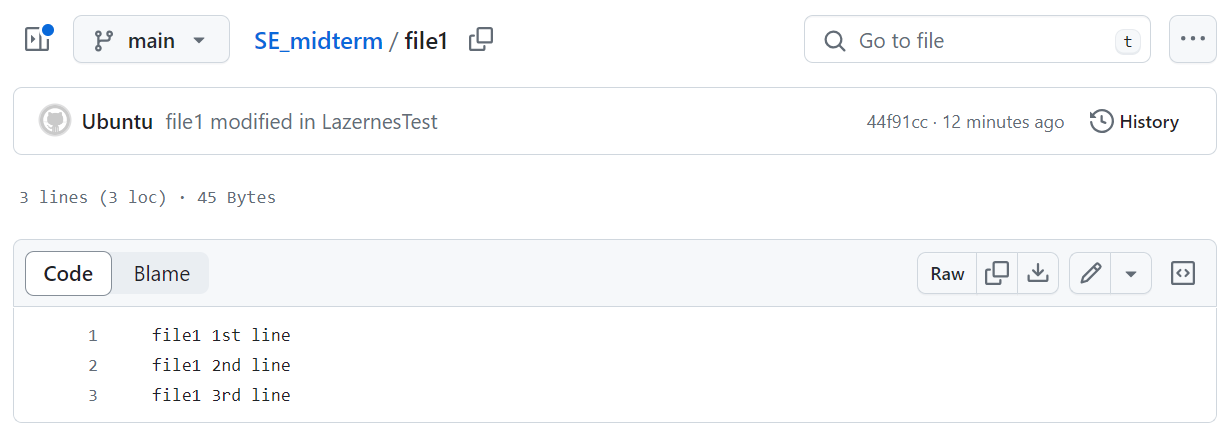 main SE_midterm / file1 Go to file t
Ubuntu file1 modified in LazernesTest 44f91cc · 12 minutes ago History
3 lines (3 loc) · 45 Bytes
Code Blame Raw
1 file1 1st line
2 file1 2nd line
3 file1 3rd line